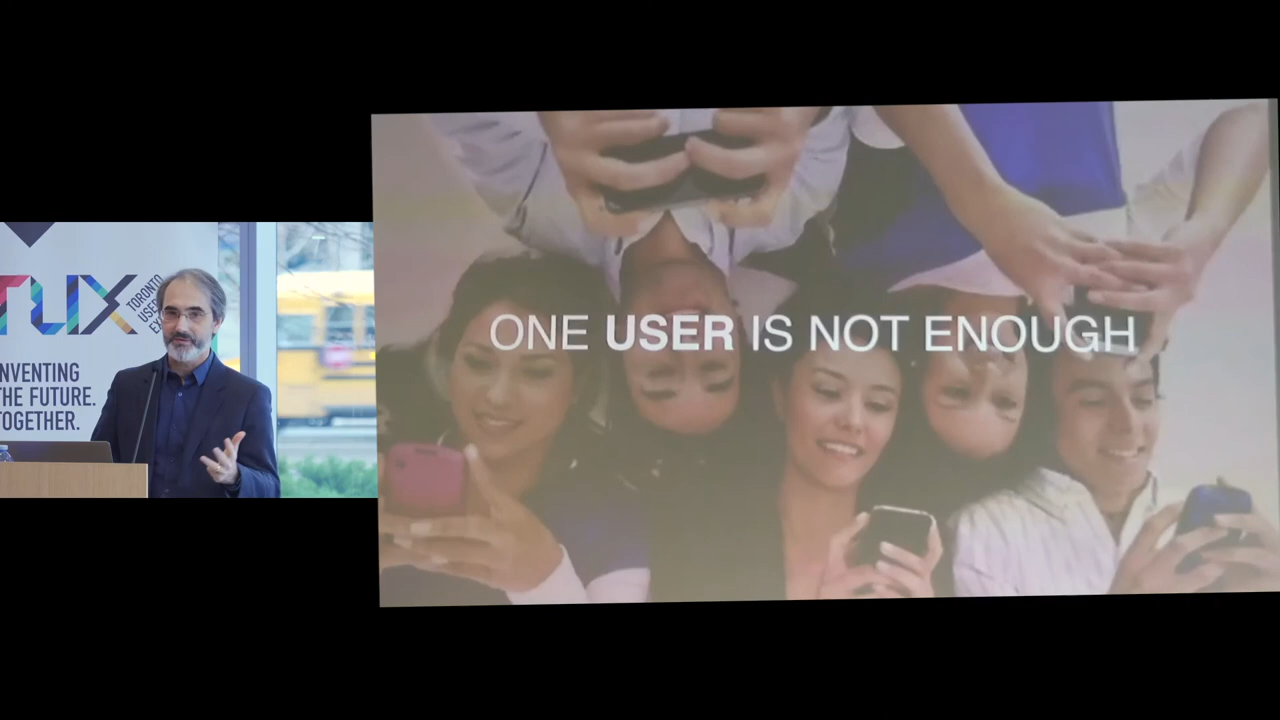 TUX
TORONTO
USER
INVENTING
THE FUTURE.
TOGETHER.
ONE USER IS NOT ENOUGH